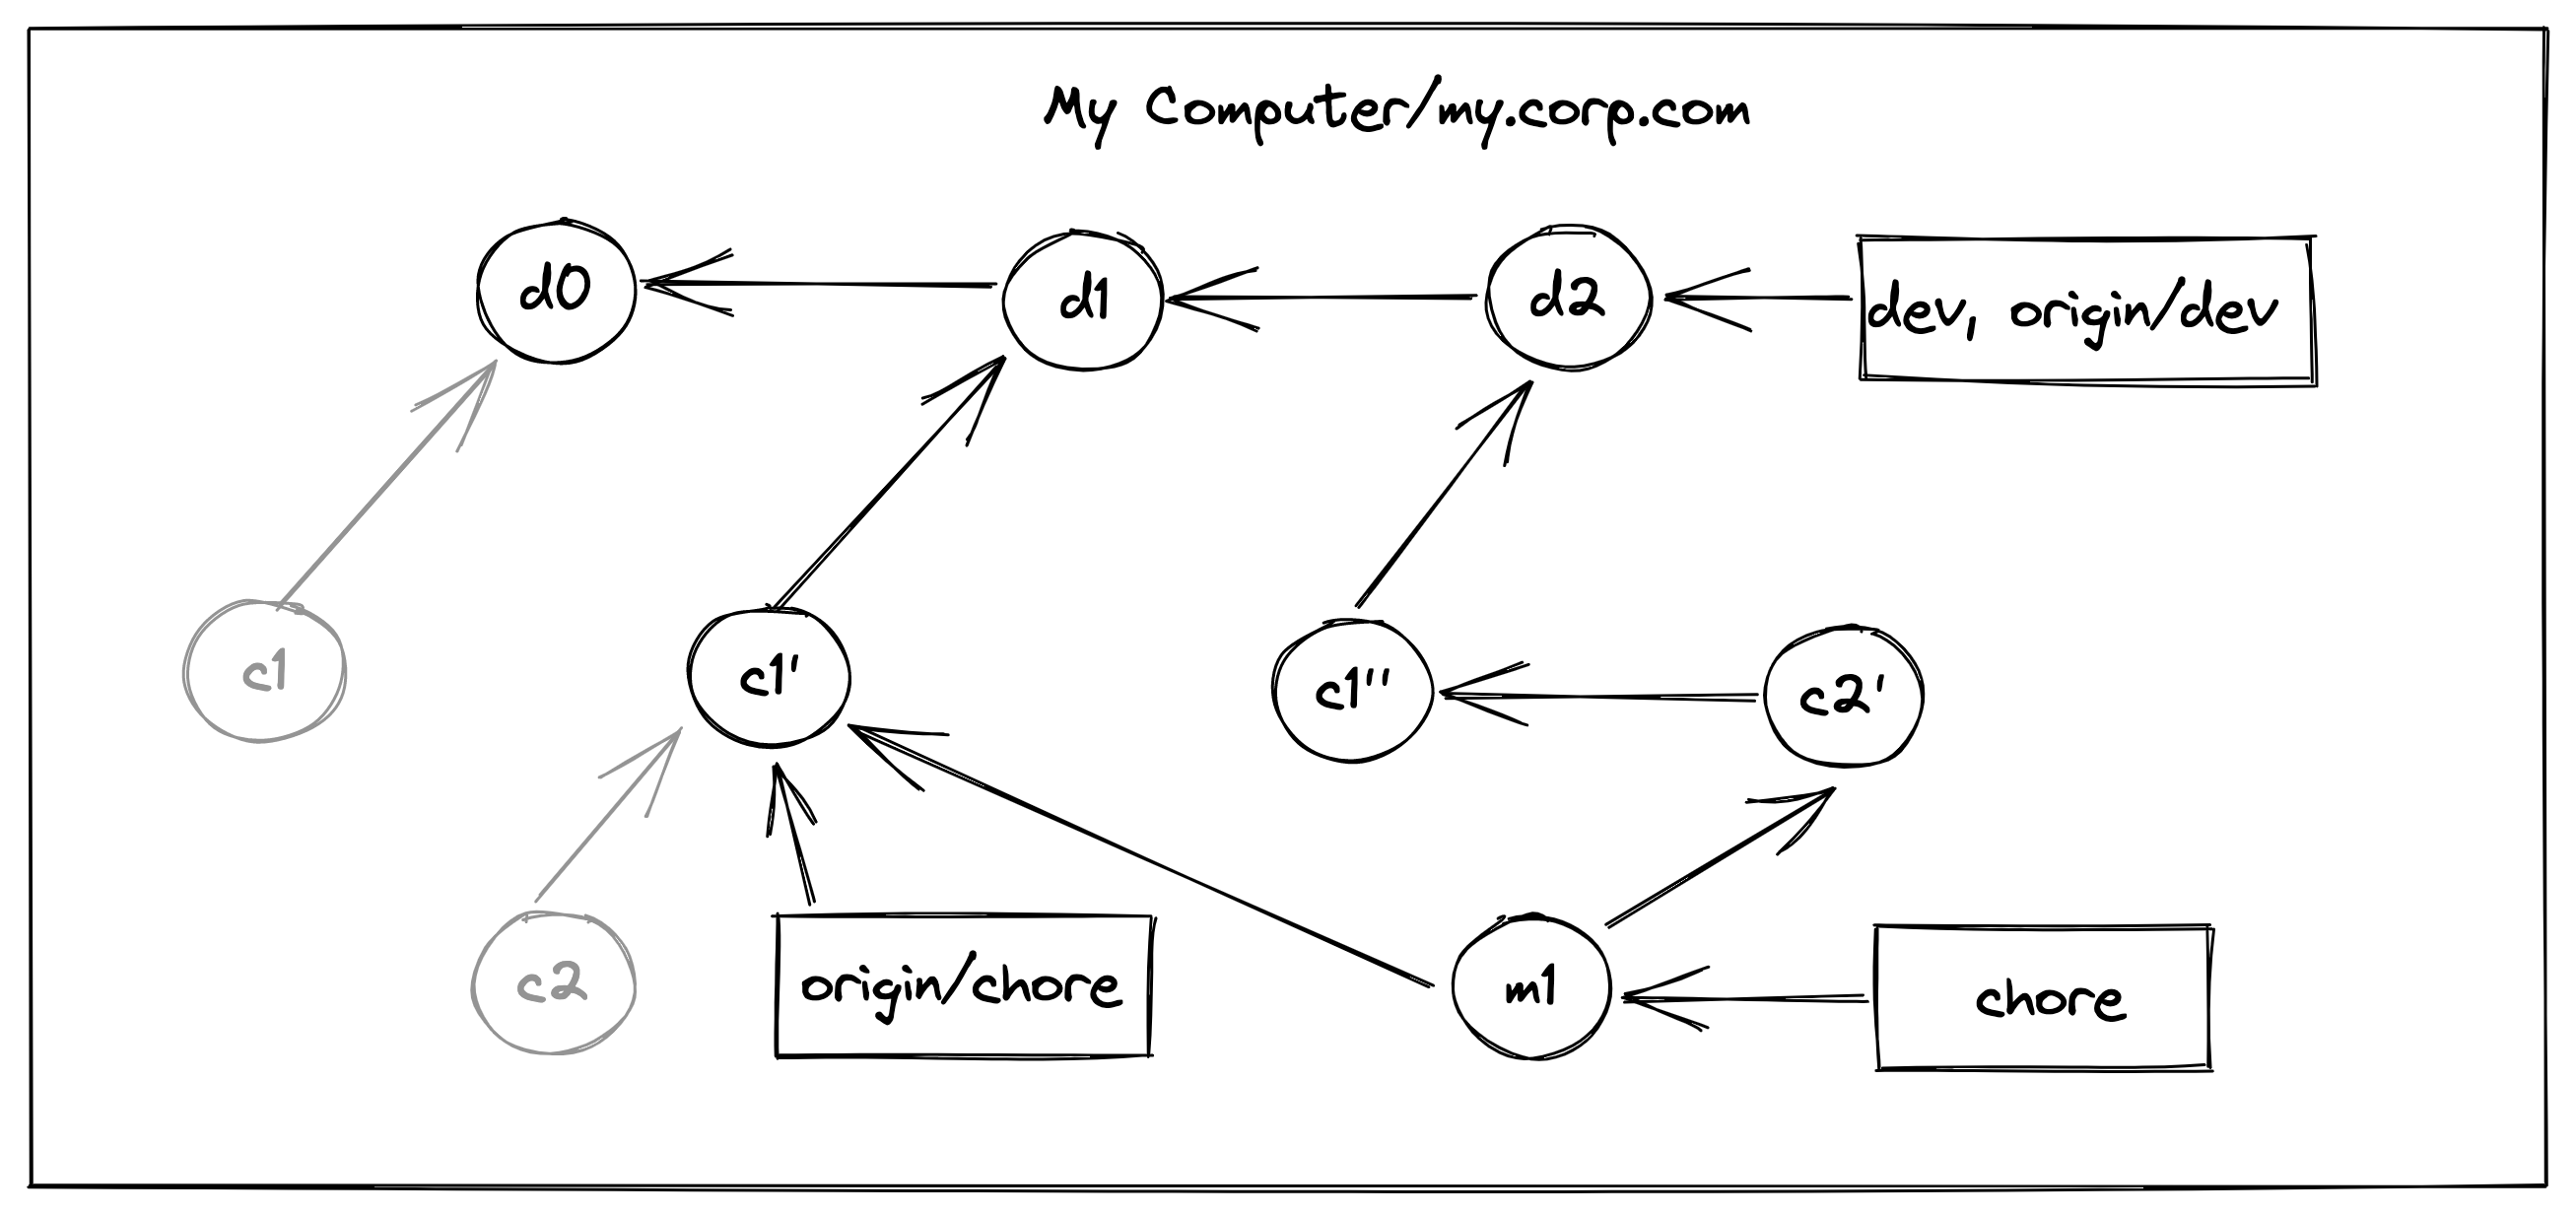 My Computer/my.corp.com
d0
d1
d2
dev, origin/dev
c1
c1'
c1"
c2'
c2
origin/chore
m1
chore